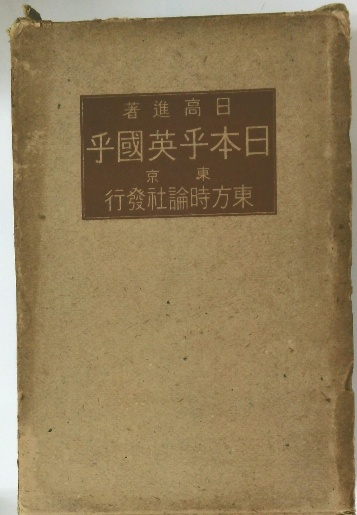 日高進著
日本乎英國乎
東京
東方時論社發行